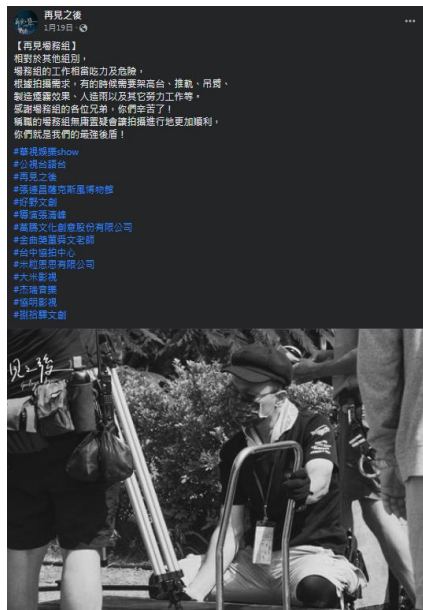 再見之後
1月19日 ·
【再見場務組】
相對於其他組別，
場務組的工作相當吃力及危險，
根據拍攝需求，有的時候需要架高台、推軌、吊臂、
製造煙霧效果、人造雨以及其它勞力工作等。
感謝場務組的各位兄弟，你們辛苦了！
稱職的場務組無庸置疑會讓拍攝進行地更加順利，
你們就是我們的最強後盾！
#華視娛樂show
#公視台語台
#再見之後
#張連昌薩克斯風博物館
#好野文創
#導演張清峰
#萬騰文化創意股份有限公司
#金曲獎董舜文老師
#台中協拍中心
#米粒恩思有限公司
#大米影視
#杰瑞音樂
#協明影視
#捌拾驛文創
見之後